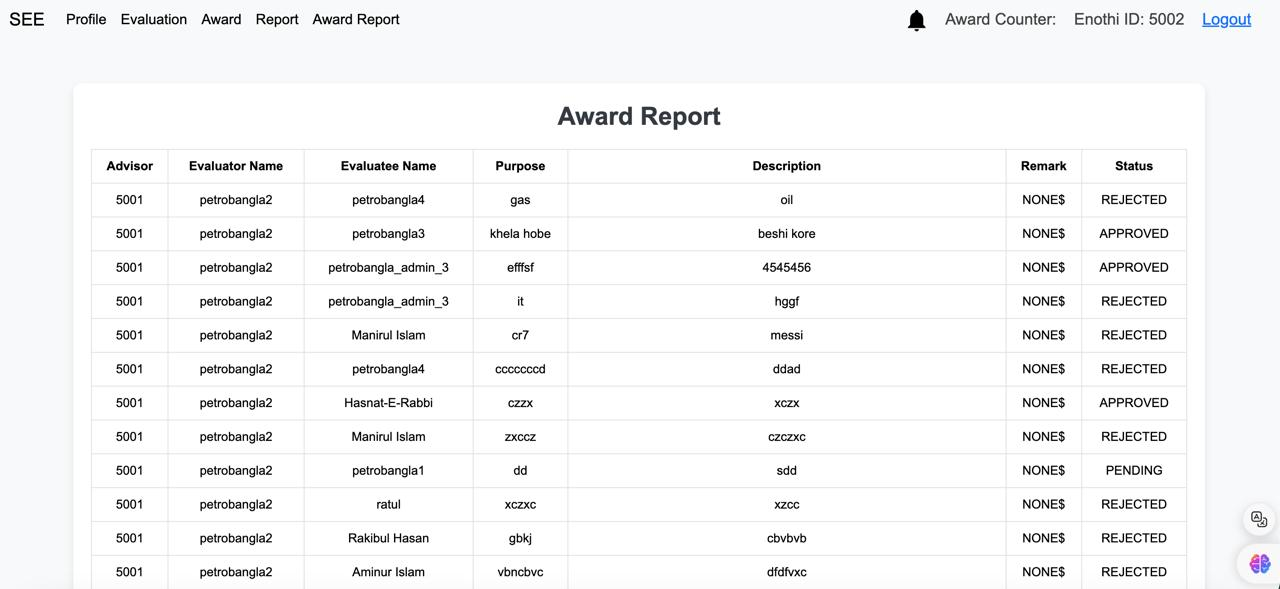 SEE Profile Evaluation Award Report Award Report Award Counter: Enothi ID: 5002 Logout
Award Report
Advisor Evaluator Name Evaluatee Name Purpose Description Remark Status
5001 petrobangla2 petrobangla4 gas oil NONE$ REJECTED
5001 petrobangla2 petrobangla3 khela hobe beshi kore NONE$ APPROVED
5001 petrobangla2 petrobangla_admin_3 efffsf 4545456 NONE$ APPROVED
5001 petrobangla2 petrobangla_admin_3 it hggf NONE$ REJECTED
5001 petrobangla2 Manirul Islam cr7 messi NONE$ REJECTED
5001 petrobangla2 petrobangla4 cccccccd ddad NONE$ REJECTED
5001 petrobangla2 Hasnat-E-Rabbi czzx xczx NONE$ APPROVED
5001 petrobangla2 Manirul Islam zxccz czczxc NONE$ REJECTED
5001 petrobangla2 petrobangla1 dd sdd NONE$ PENDING
5001 petrobangla2 ratul xczxc xzcc NONE$ REJECTED
5001 petrobangla2 Rakibul Hasan gbkj cbvbvb NONE$ REJECTED
5001 petrobangla2 Aminur Islam vbncbvc dfdfvxc NONE$ REJECTED